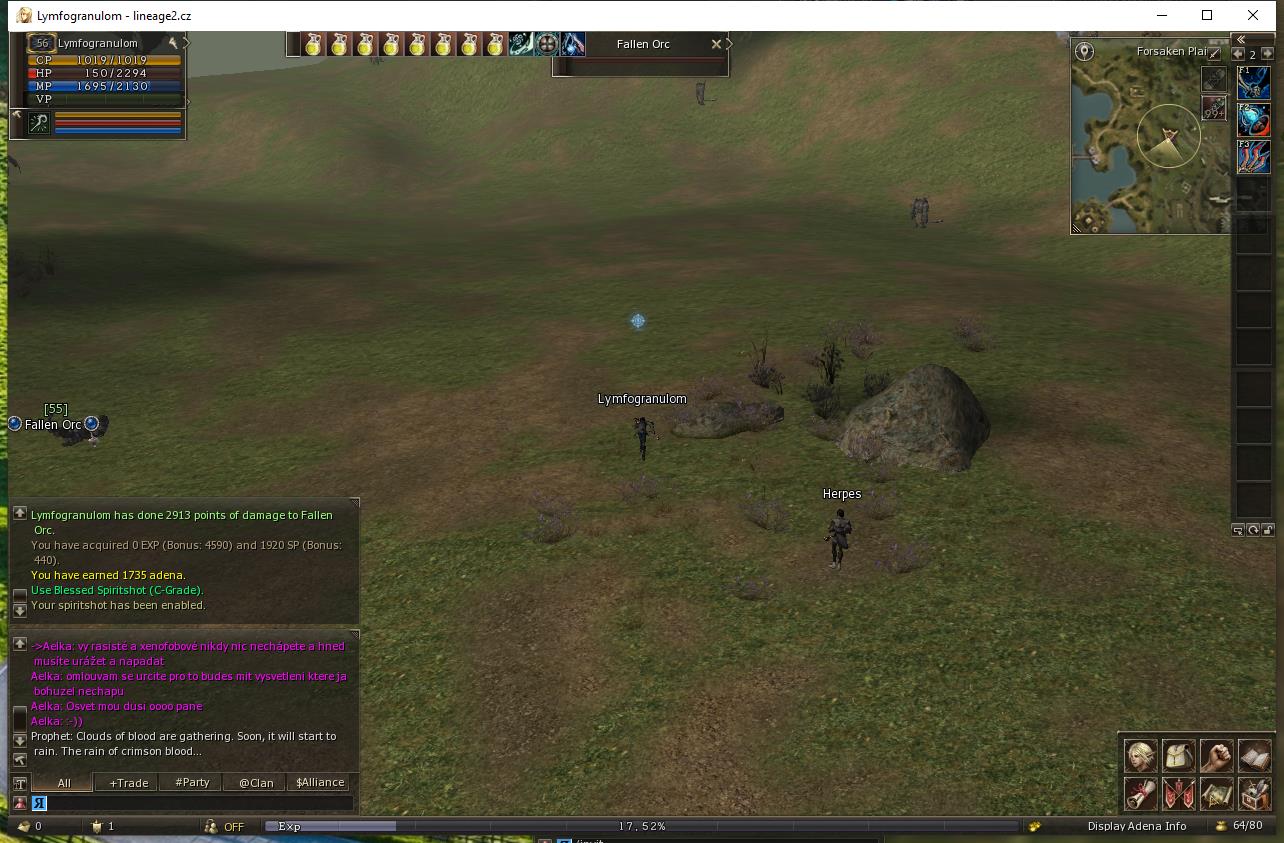 Lymfogranulom - lineage2.cz
56 Lymfogranulom
CP 1019/1019
HP 150/2294
MP 1695/2130
VP
Fallen Orc
Forsaken Plai
2
99+
F1
F2
F3
Lymfogranulom
[55]
Fallen Orc
Herpes
Lymfogranulom has done 2913 points of damage to Fallen
Orc.
You have acquired 0 EXP (Bonus: 4590) and 1920 SP (Bonus:
440).
You have earned 1735 adena.
Use Blessed Spiritshot (C-Grade).
Your spiritshot has been enabled.
->Aelka: vy rasisté a xenofobové nikdy nic nechápete a hned
musíte urážet a napadat
Aelka: omlouvam se urcite pro to budes mit vysvetleni ktere ja
bohuzel nechapu
Aelka: Osvet mou dusi oooo pane
Aelka: :-))
Prophet: Clouds of blood are gathering. Soon, it will start to
rain. The rain of crimson blood...
All +Trade #Party @Clan $Alliance
Я
0 1 OFF Exp 17,52% Display Adena Info 64/80